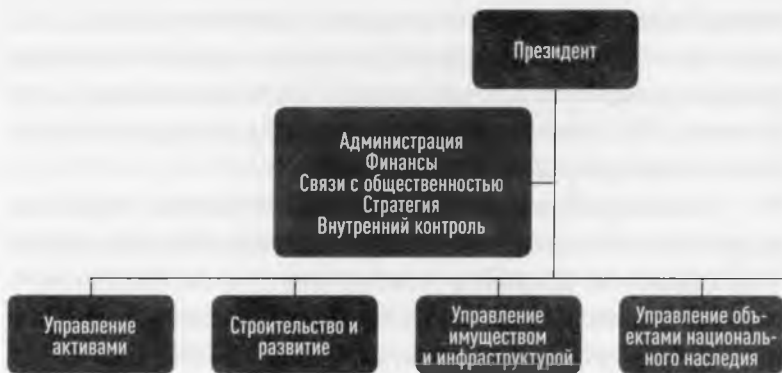 Президент
Администрация
Финансы
Связи с общественностью
Стратегия
Внутренний контроль
Управление
активами
Строительство и
развитие
Управление
имуществом
и инфраструктурой
Управление объ-
ектами националь-
ного наследия